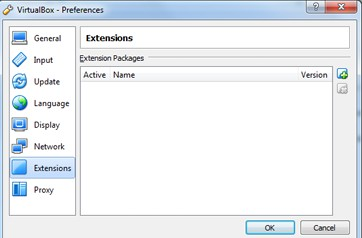 VirtualBox - Preferences
General
Input
Update
Language
Display
Network
Extensions
Proxy
Extensions
Extension Packages
Active Name Version
OK Cancel